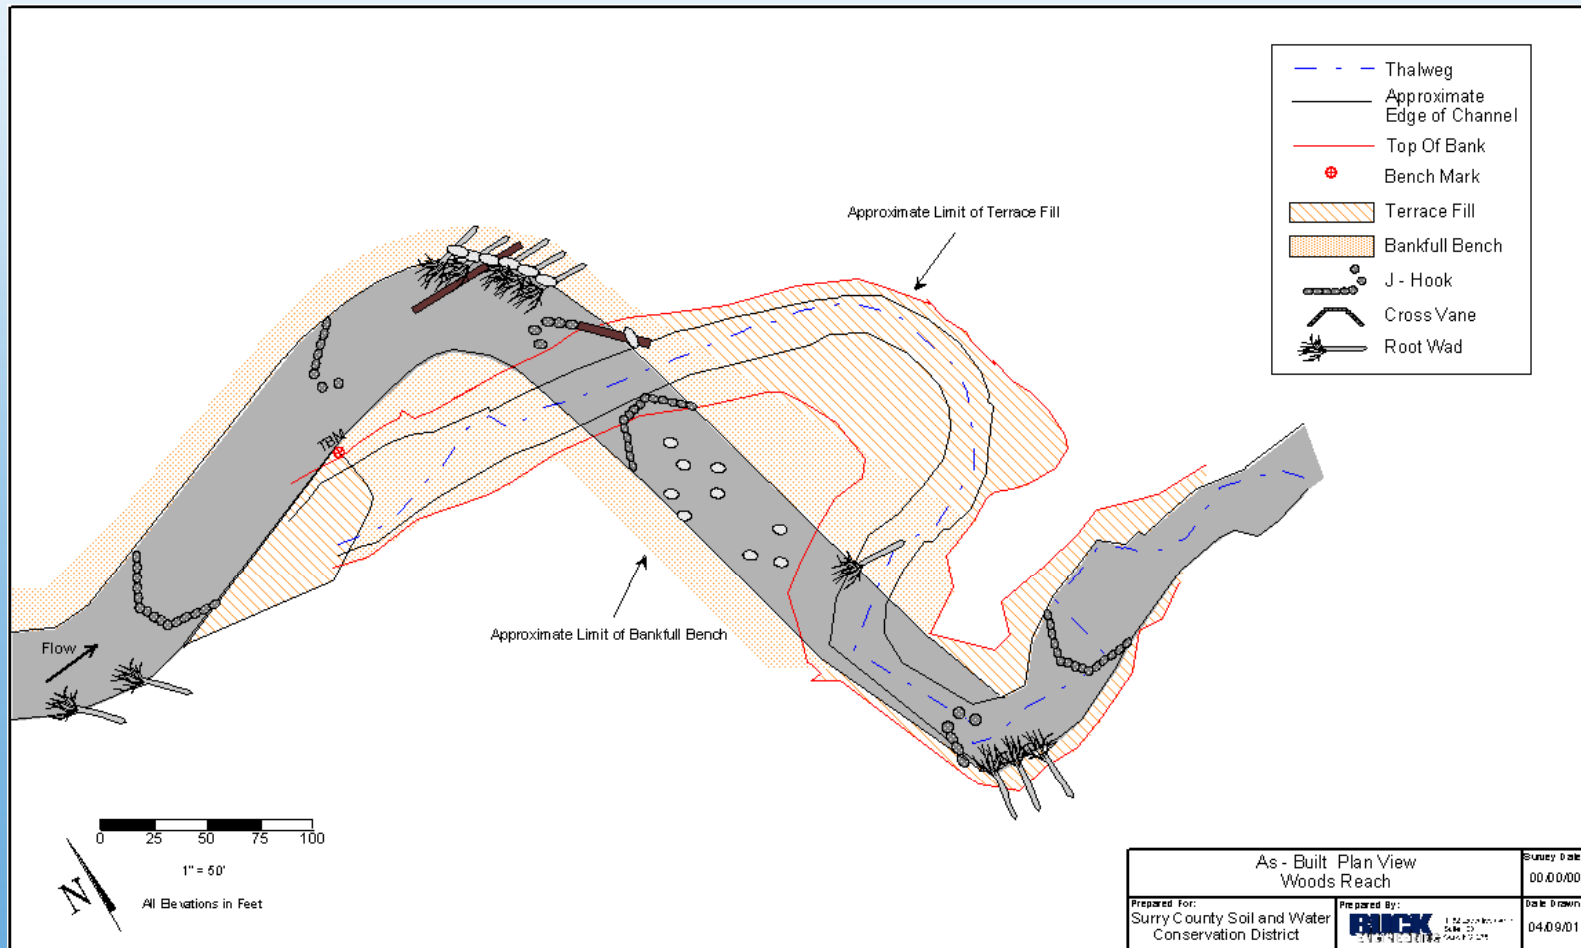 Thalweg
Approximate
Edge of Channel
Top Of Bank
Bench Mark
Terrace Fill
Bankfull Bench
J - Hook
Cross Vane
Root Wad
Approximate Limit of Terrace Fill
TBM
Approximate Limit of Bankfull Bench
Flow
0 25 50 75 100
1" = 50'
N
All Elevations in Feet
As - Built Plan View
Woods Reach
Survey Date
00/00/00
Prepared For:
Surry County Soil and Water
Conservation District
Prepared By:
BUCK
ENGINEERING
Date Drawn
04/09/01